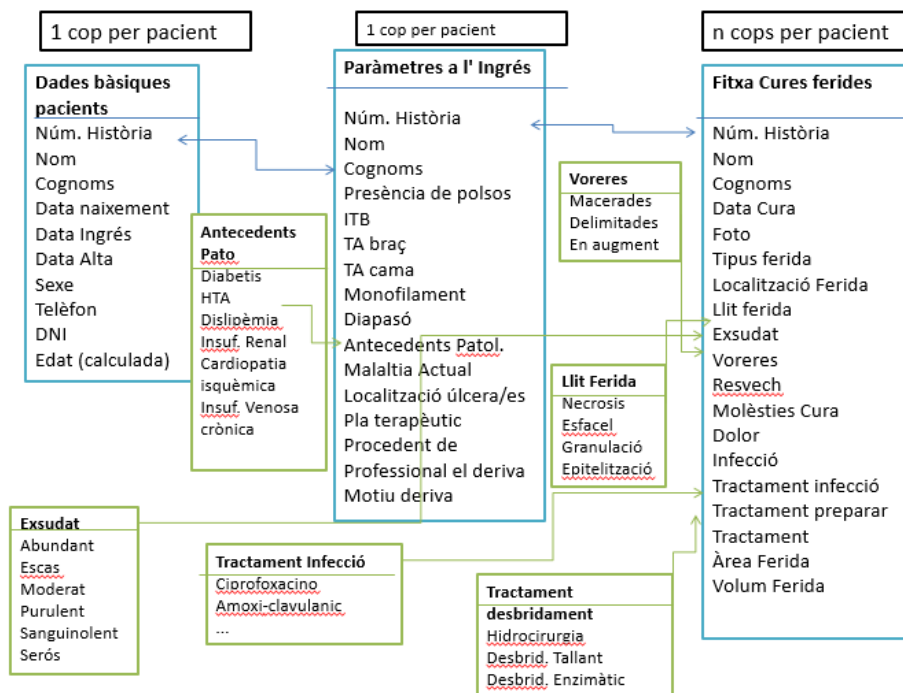 1 cop per pacient
1 cop per pacient
n cops per pacient
Dades bàsiques
pacients
Núm. Història
Nom
Cognoms
Data naixement
Data Ingrés
Data Alta
Sexe
Telèfon
DNI
Edat (calculada)
Antecedents
Pato
Diabetis
HTA
Dislipèmia
Insuf. Renal
Cardiopatia
isquèmica
Insuf. Venosa
crònica
Paràmetres a l' Ingrés
Núm. Història
Nom
Cognoms
Presència de polsos
ITB
TA braç
TA cama
Monofilament
Diapasó
Antecedents Patol.
Malaltia Actual
Localització úlcera/es
Pla terapèutic
Procedent de
Professional el deriva
Motiu deriva
Voreres
Macerades
Delimitades
En augment
Llit Ferida
Necrosis
Esfacel
Granulació
Epitelització
Fitxa Cures ferides
Núm. Història
Nom
Cognoms
Data Cura
Foto
Tipus ferida
Localització Ferida
Llit ferida
Exsudat
Voreres
Resvech
Molèsties Cura
Dolor
Infecció
Tractament infecció
Tractament preparar
Tractament
Àrea Ferida
Volum Ferida
Exsudat
Abundant
Escas
Moderat
Purulent
Sanguinolent
Serós
Tractament Infecció
Ciprofoxacino
Amoxi-clavulanic
...
Tractament
desbridament
Hidrocirurgia
Desbrid. Tallant
Desbrid. Enzimàtic